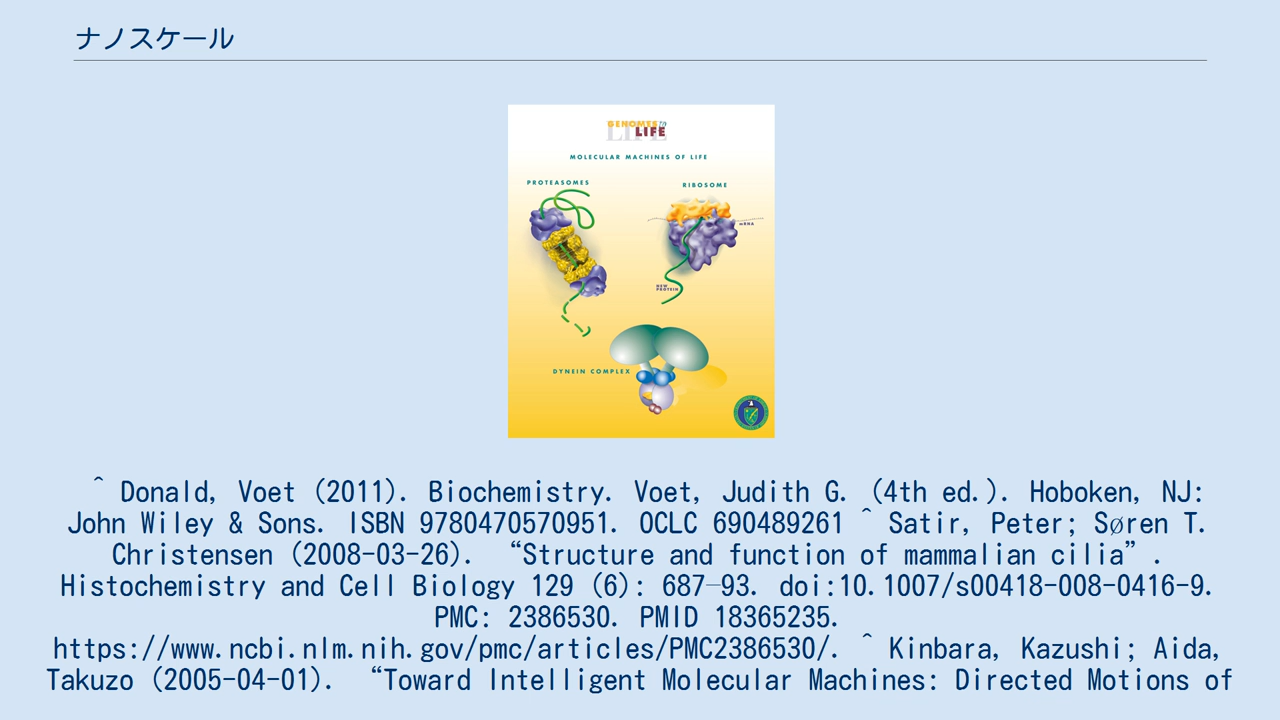 ナノスケール
GENOMES to
LIFE
MOLECULAR MACHINES OF LIFE
PROTEASOMES
RIBOSOME
mRNA
NEW
PROTEIN
DYNEIN COMPLEX
^ Donald, Voet (2011). Biochemistry. Voet, Judith G. (4th ed.). Hoboken, NJ:
John Wiley & Sons. ISBN 9780470570951. OCLC 690489261 ^ Satir, Peter; Søren T.
Christensen (2008-03-26). “Structure and function of mammalian cilia”.
Histochemistry and Cell Biology 129 (6): 687–93. doi:10.1007/s00418-008-0416-9.
PMC: 2386530. PMID 18365235.
https://www.ncbi.nlm.nih.gov/pmc/articles/PMC2386530/. ^ Kinbara, Kazushi; Aida,
Takuzo (2005-04-01). “Toward Intelligent Molecular Machines: Directed Motions of